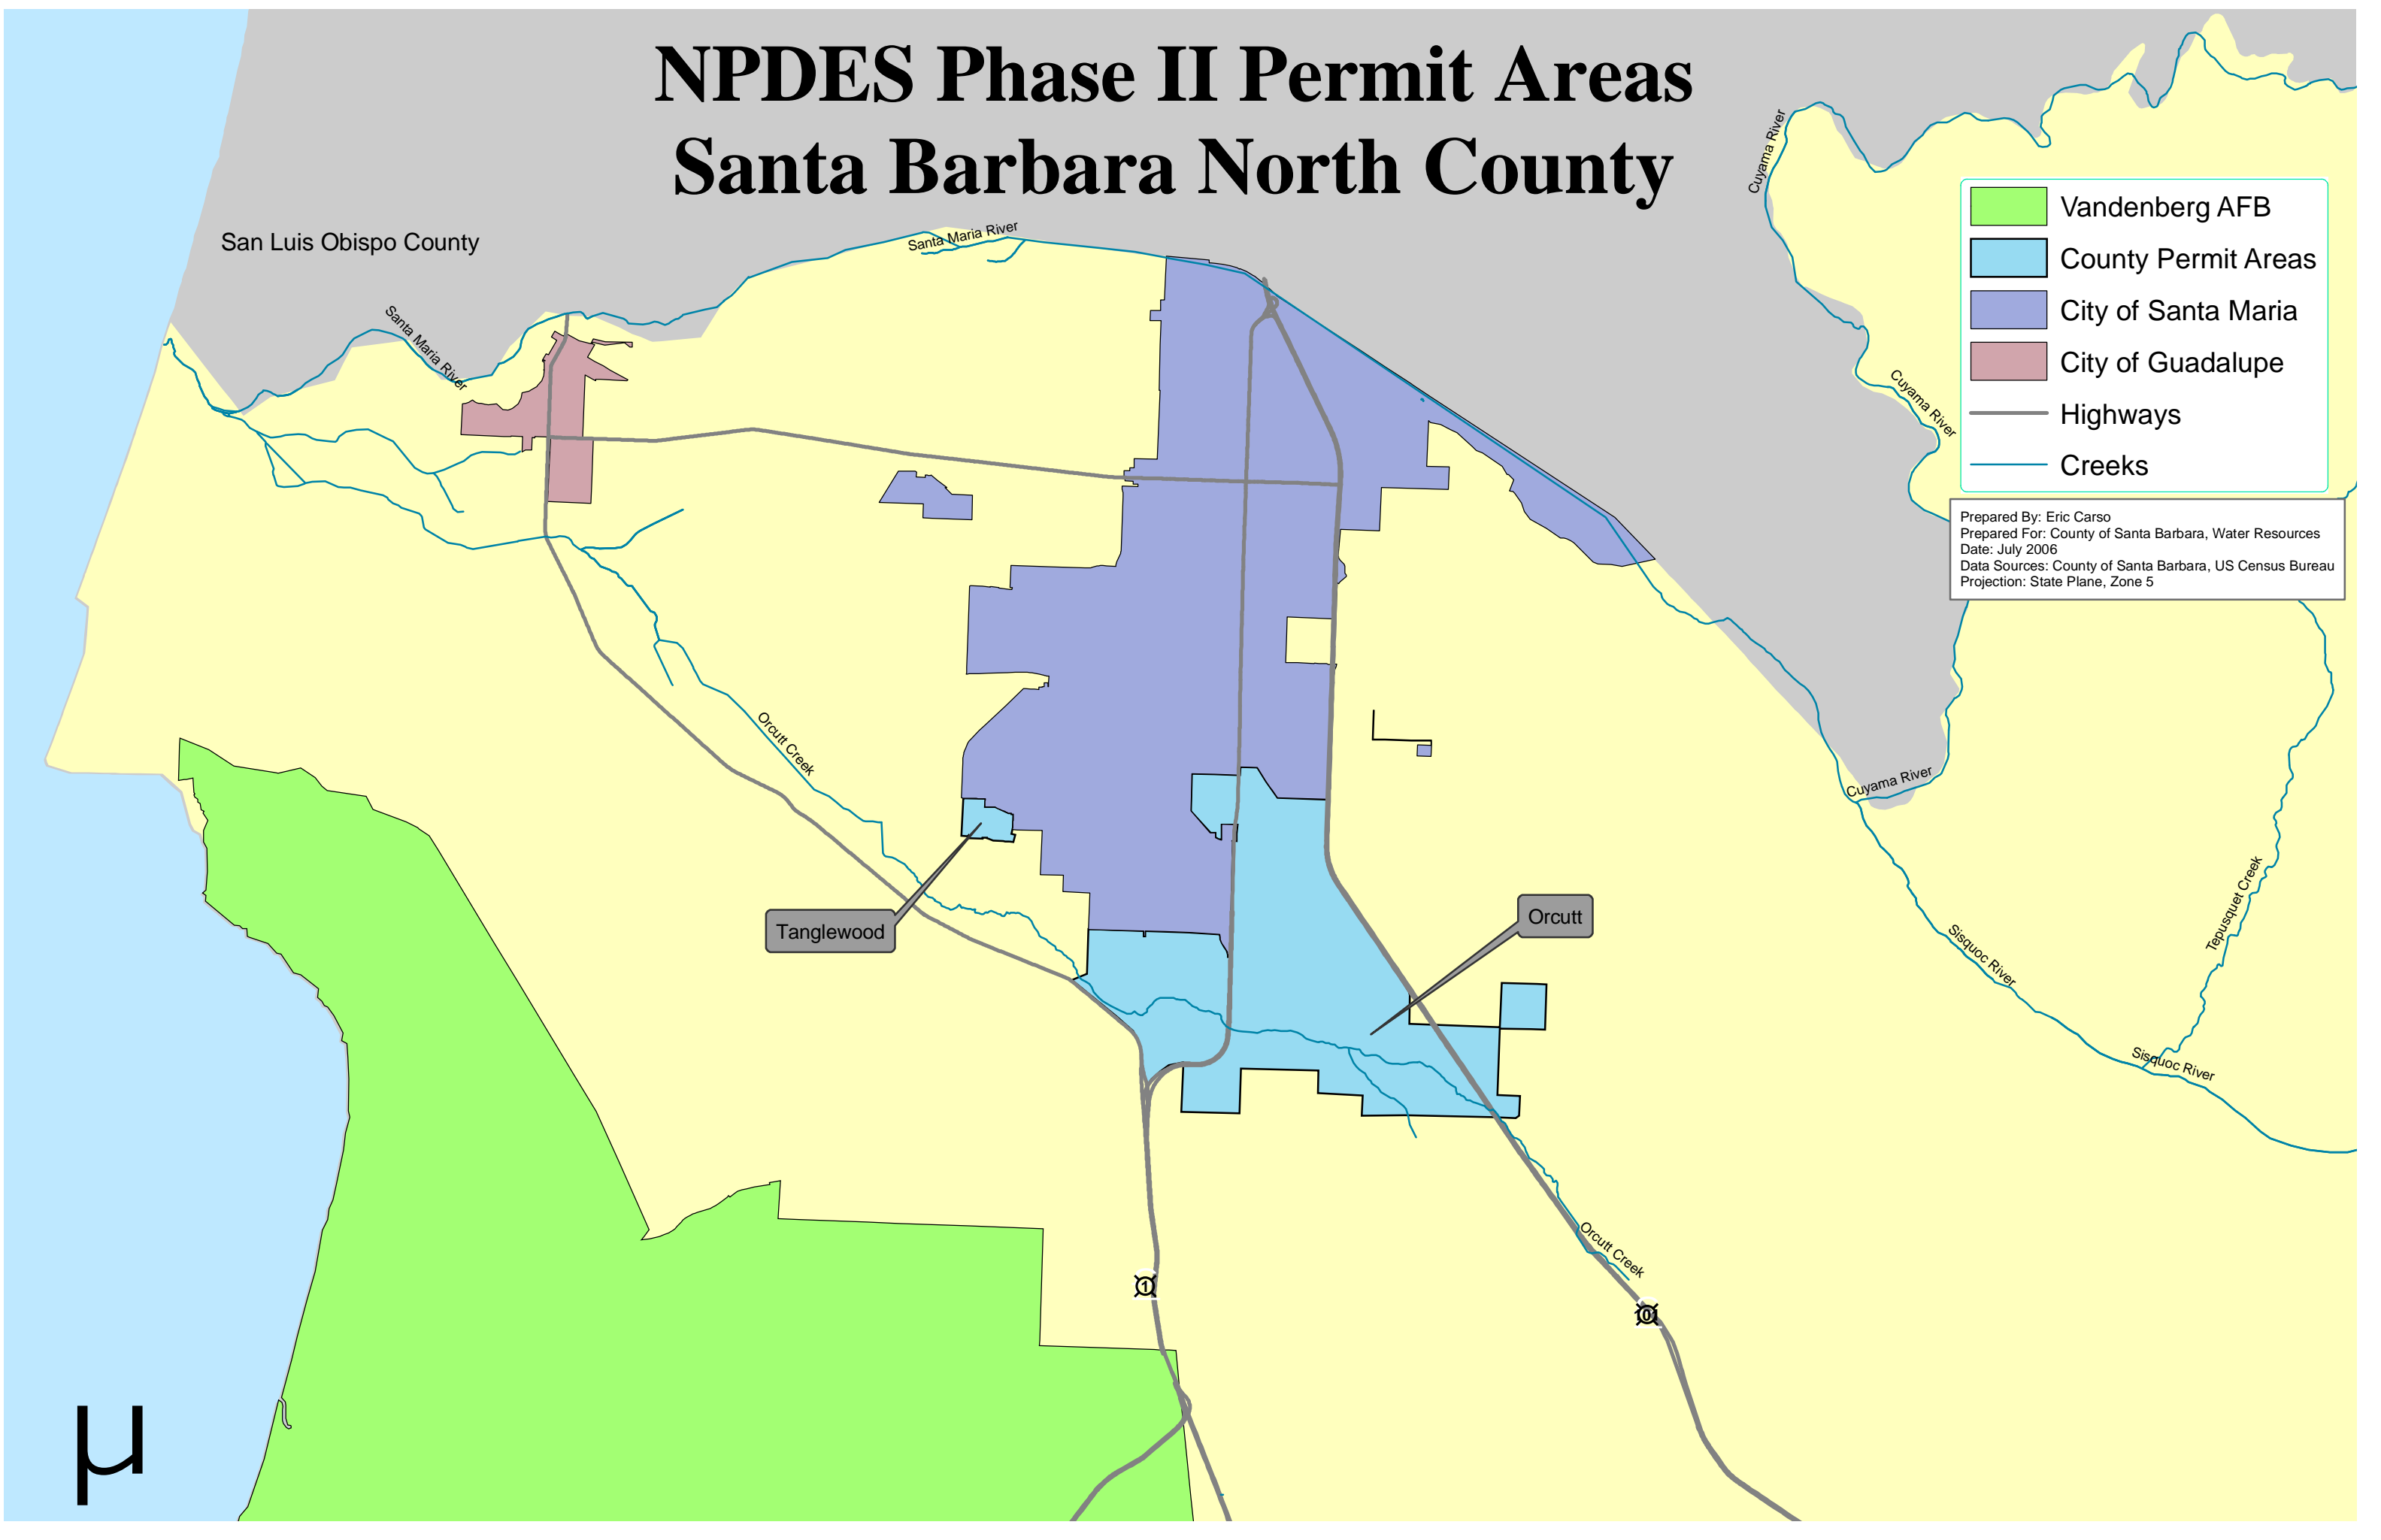 NPDES Phase II Permit Areas
Santa Barbara North County
San Luis Obispo County
Santa Maria River
Santa Maria River
Cuyama River
Cuyama River
Cuyama River
Vandenberg AFB
County Permit Areas
City of Santa Maria
City of Guadalupe
Highways
Creeks
Prepared By: Eric Carso
Prepared For: County of Santa Barbara, Water Resources
Date: July 2006
Data Sources: County of Santa Barbara, US Census Bureau
Projection: State Plane, Zone 5
Orcutt Creek
Tanglewood
Orcutt
Sisquoc River
Tepusquet Creek
Sisquoc River
Orcutt Creek
1
101
µ